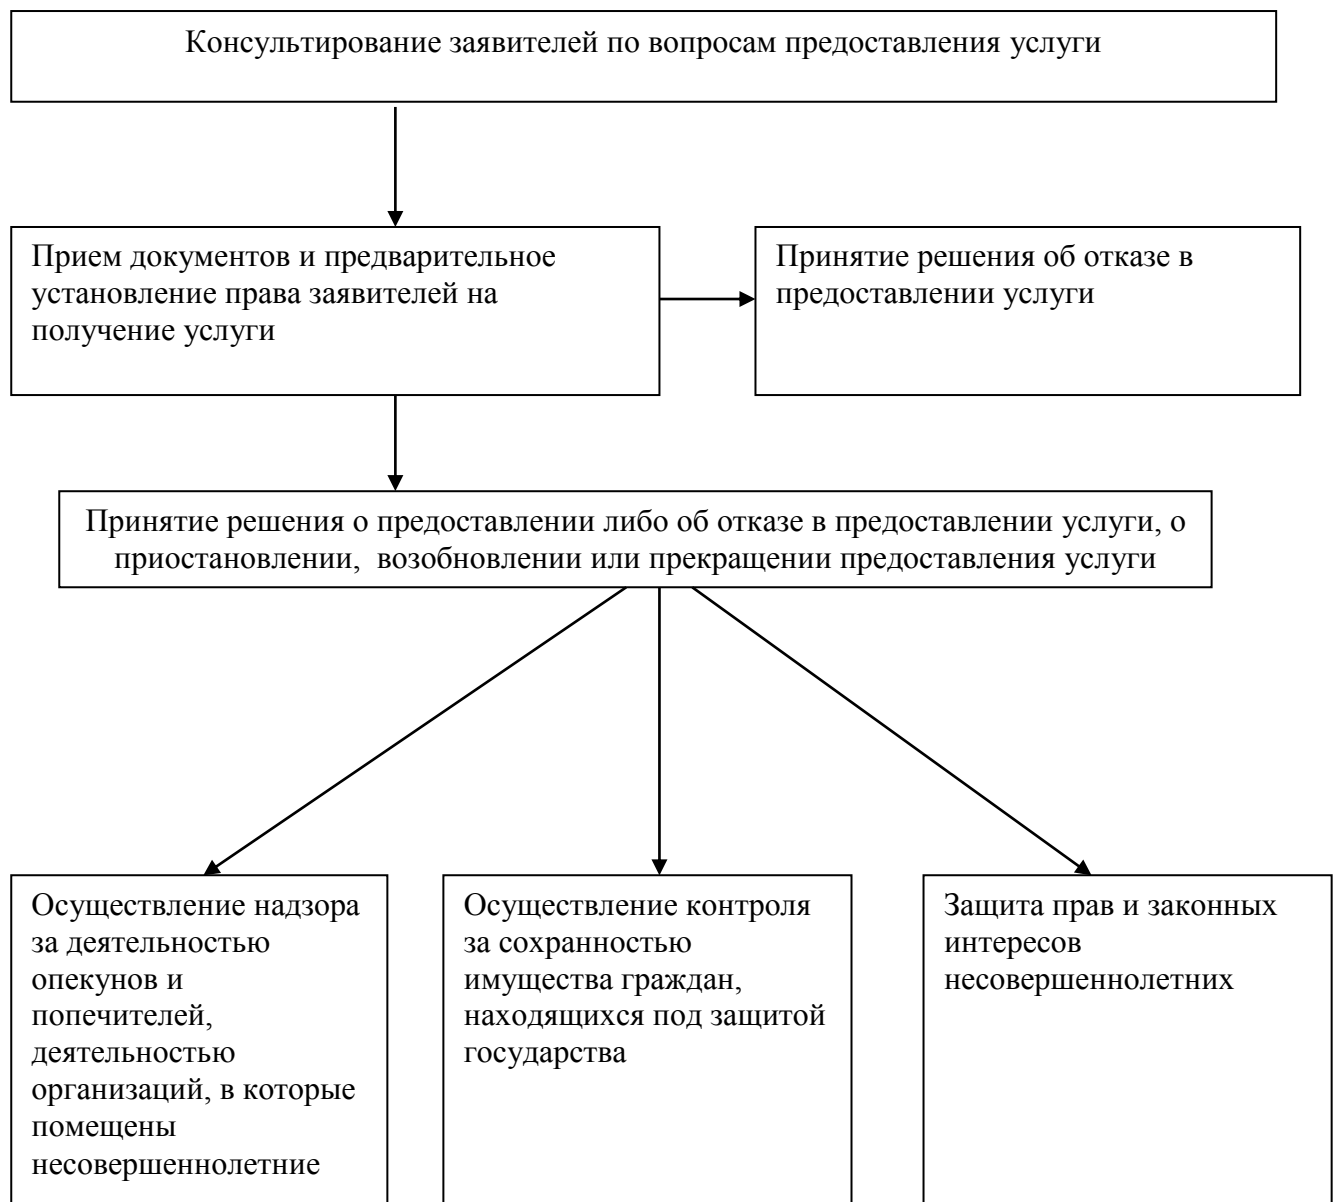 Консультирование заявителей по вопросам предоставления услуги
Прием документов и предварительное
установление права заявителей на
получение услуги
Принятие решения об отказе в
предоставлении услуги
Принятие решения о предоставлении либо об отказе в предоставлении услуги, о
приостановлении,  возобновлении или прекращении предоставления услуги
Осуществление надзора
за деятельностью
опекунов и
попечителей,
деятельностью
организаций, в которые
помещены
несовершеннолетние
Осуществление контроля
за сохранностью
имущества граждан,
находящихся под защитой
государства
Защита прав и законных
интересов
несовершеннолетних